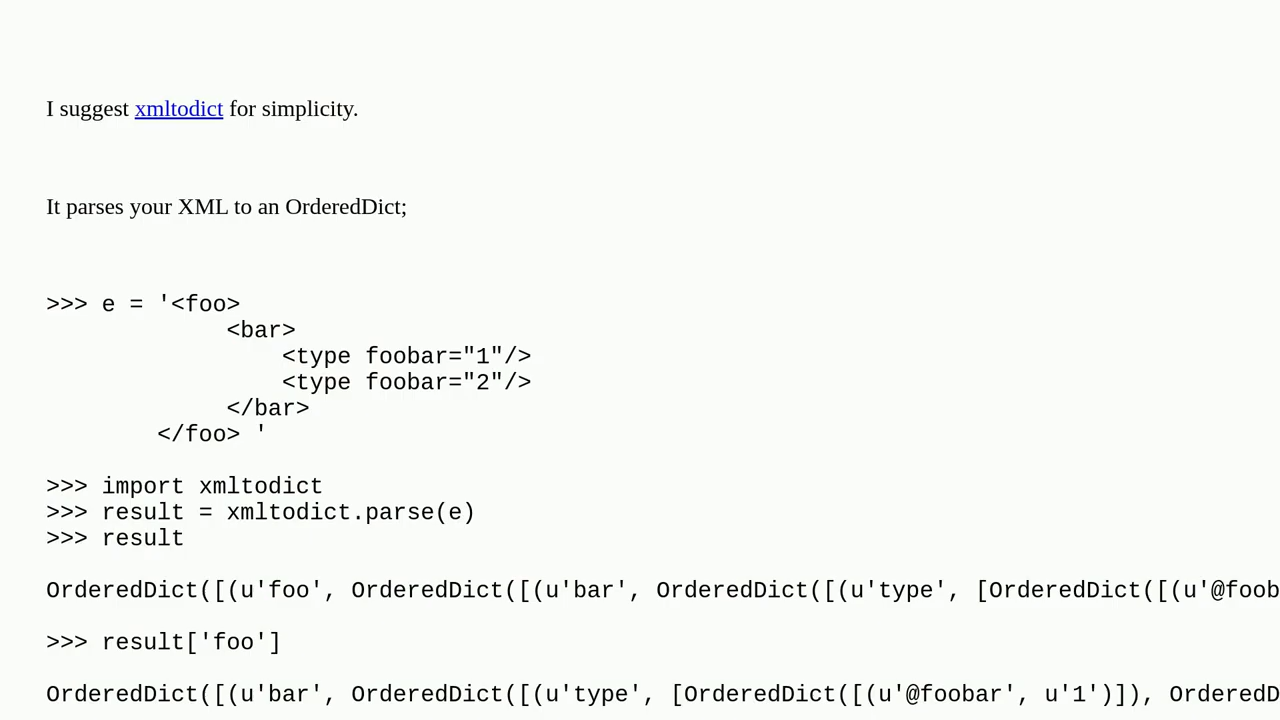 I suggest xmltodict for simplicity.
It parses your XML to an OrderedDict;
>>> e = '<foo>
             <bar>
                 <type foobar="1"/>
                 <type foobar="2"/>
             </bar>
        </foo> '
>>> import xmltodict
>>> result = xmltodict.parse(e)
>>> result
OrderedDict([(u'foo', OrderedDict([(u'bar', OrderedDict([(u'type', [OrderedDict([(u'@foob
>>> result['foo']
OrderedDict([(u'bar', OrderedDict([(u'type', [OrderedDict([(u'@foobar', u'1')]), OrderedD